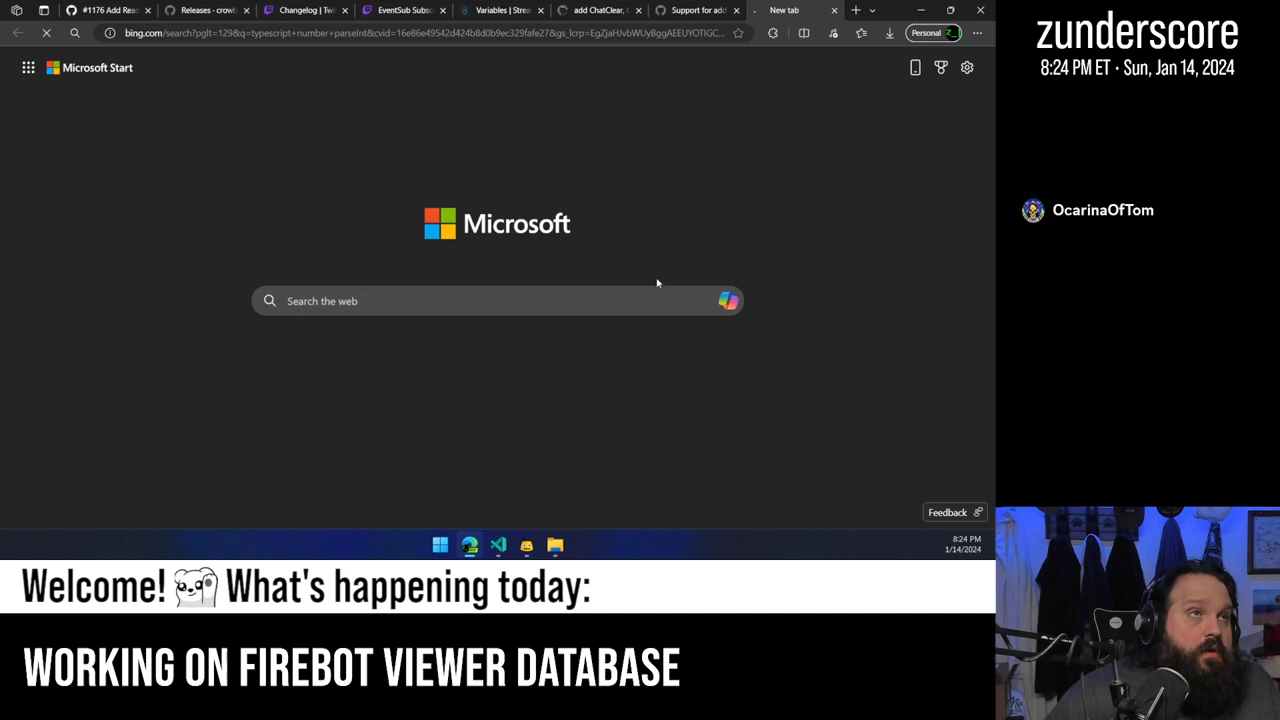 #1176 Add Rea
Releases - crowb
Changelog | Twi
EventSub Subsc
Variables | Strea
add ChatClear, C
Support for add
New tab
bing.com/search?pglt=129&q=typescript+number+parseInt&cvid=16e86e49542d424b8d0b9ec329fafe27&gs_lcrp=EgZjaHJvbWUyBggAEEUYOTIGC...
Personal
Microsoft Start
Microsoft
Search the web
Feedback
8:24 PM
1/14/2024
zunderscore
8:24 PM ET · Sun, Jan 14, 2024
OcarinaOfTom
Welcome! What's happening today:
WORKING ON FIREBOT VIEWER DATABASE